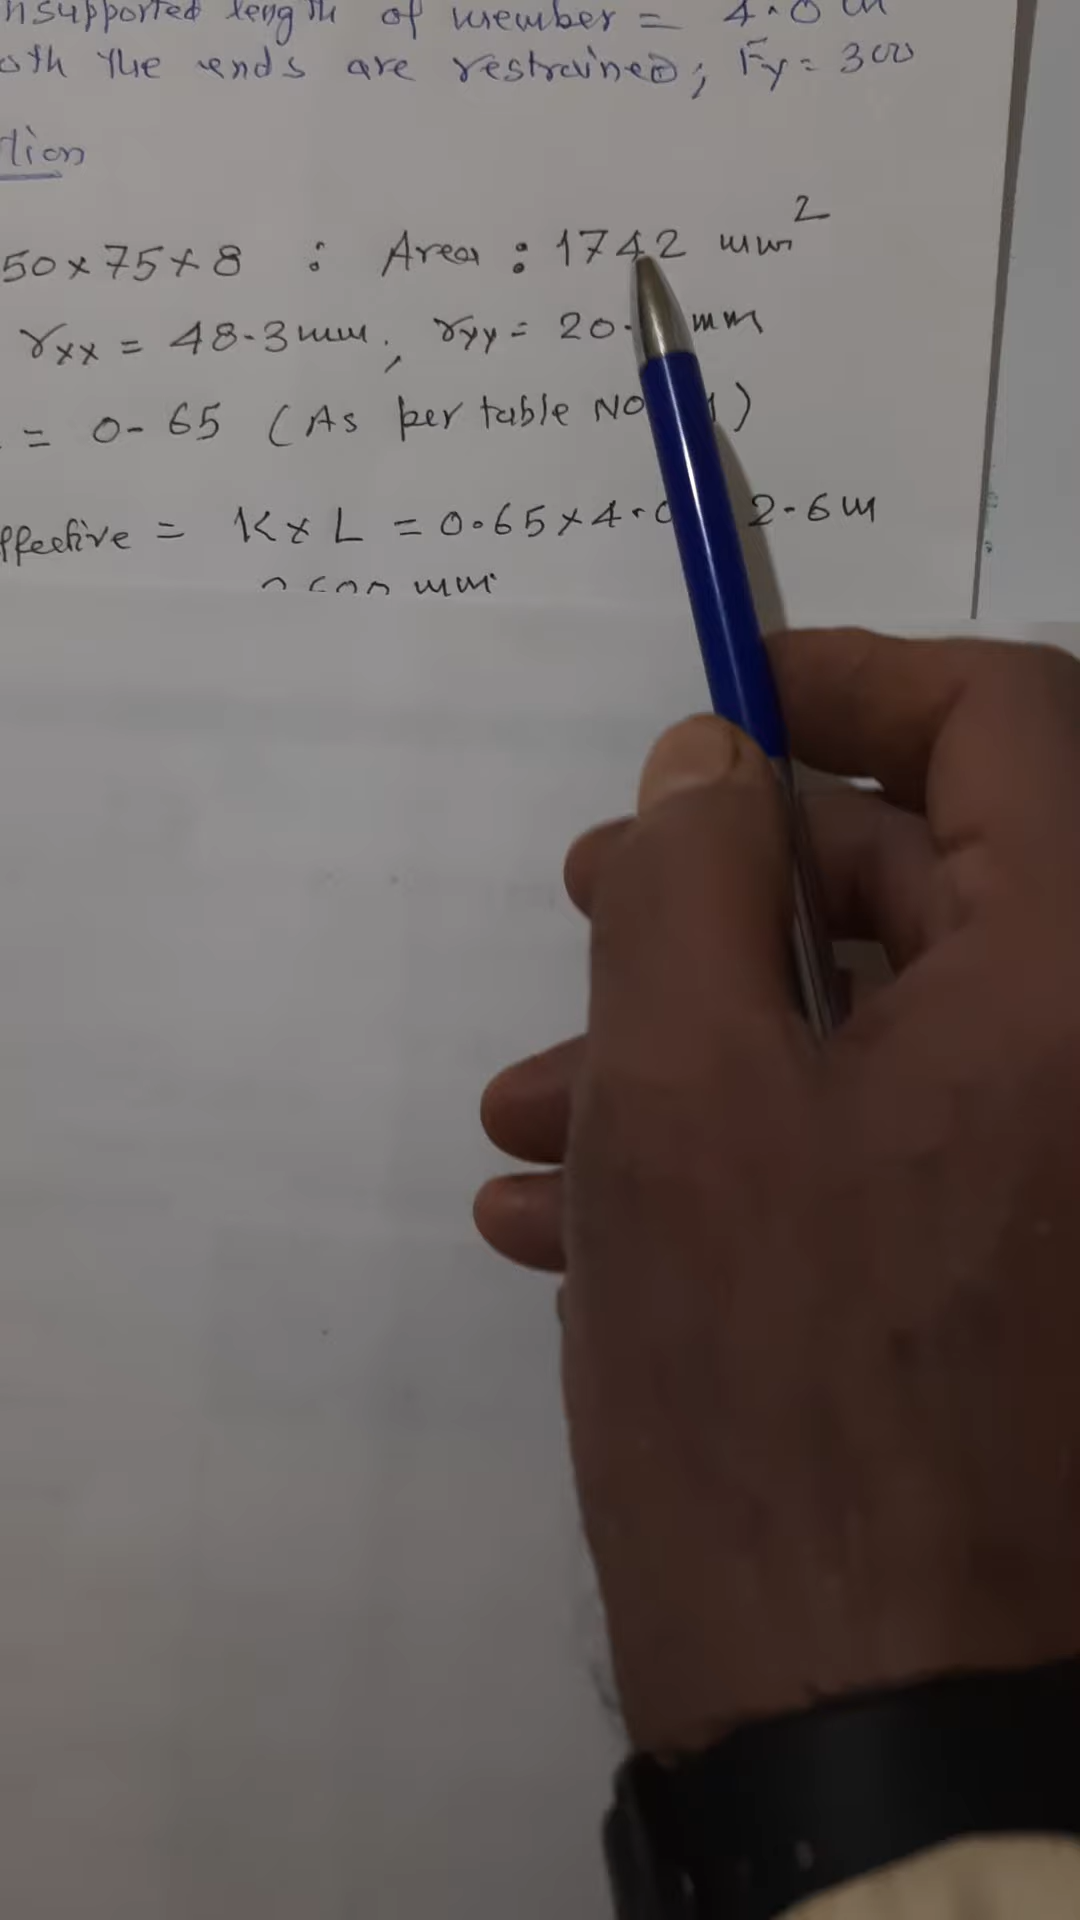 nsupported length of member = 4.0 m
oth the ends are restrained; Fy = 300
tion
50 x 75 x 8 : Area : 1742 mm²
rxx = 48.3 mm, ryy = 20. mm
= 0.65 (As per table No )
ffective = K x L = 0.65 x 4.0 2.6 m
mm